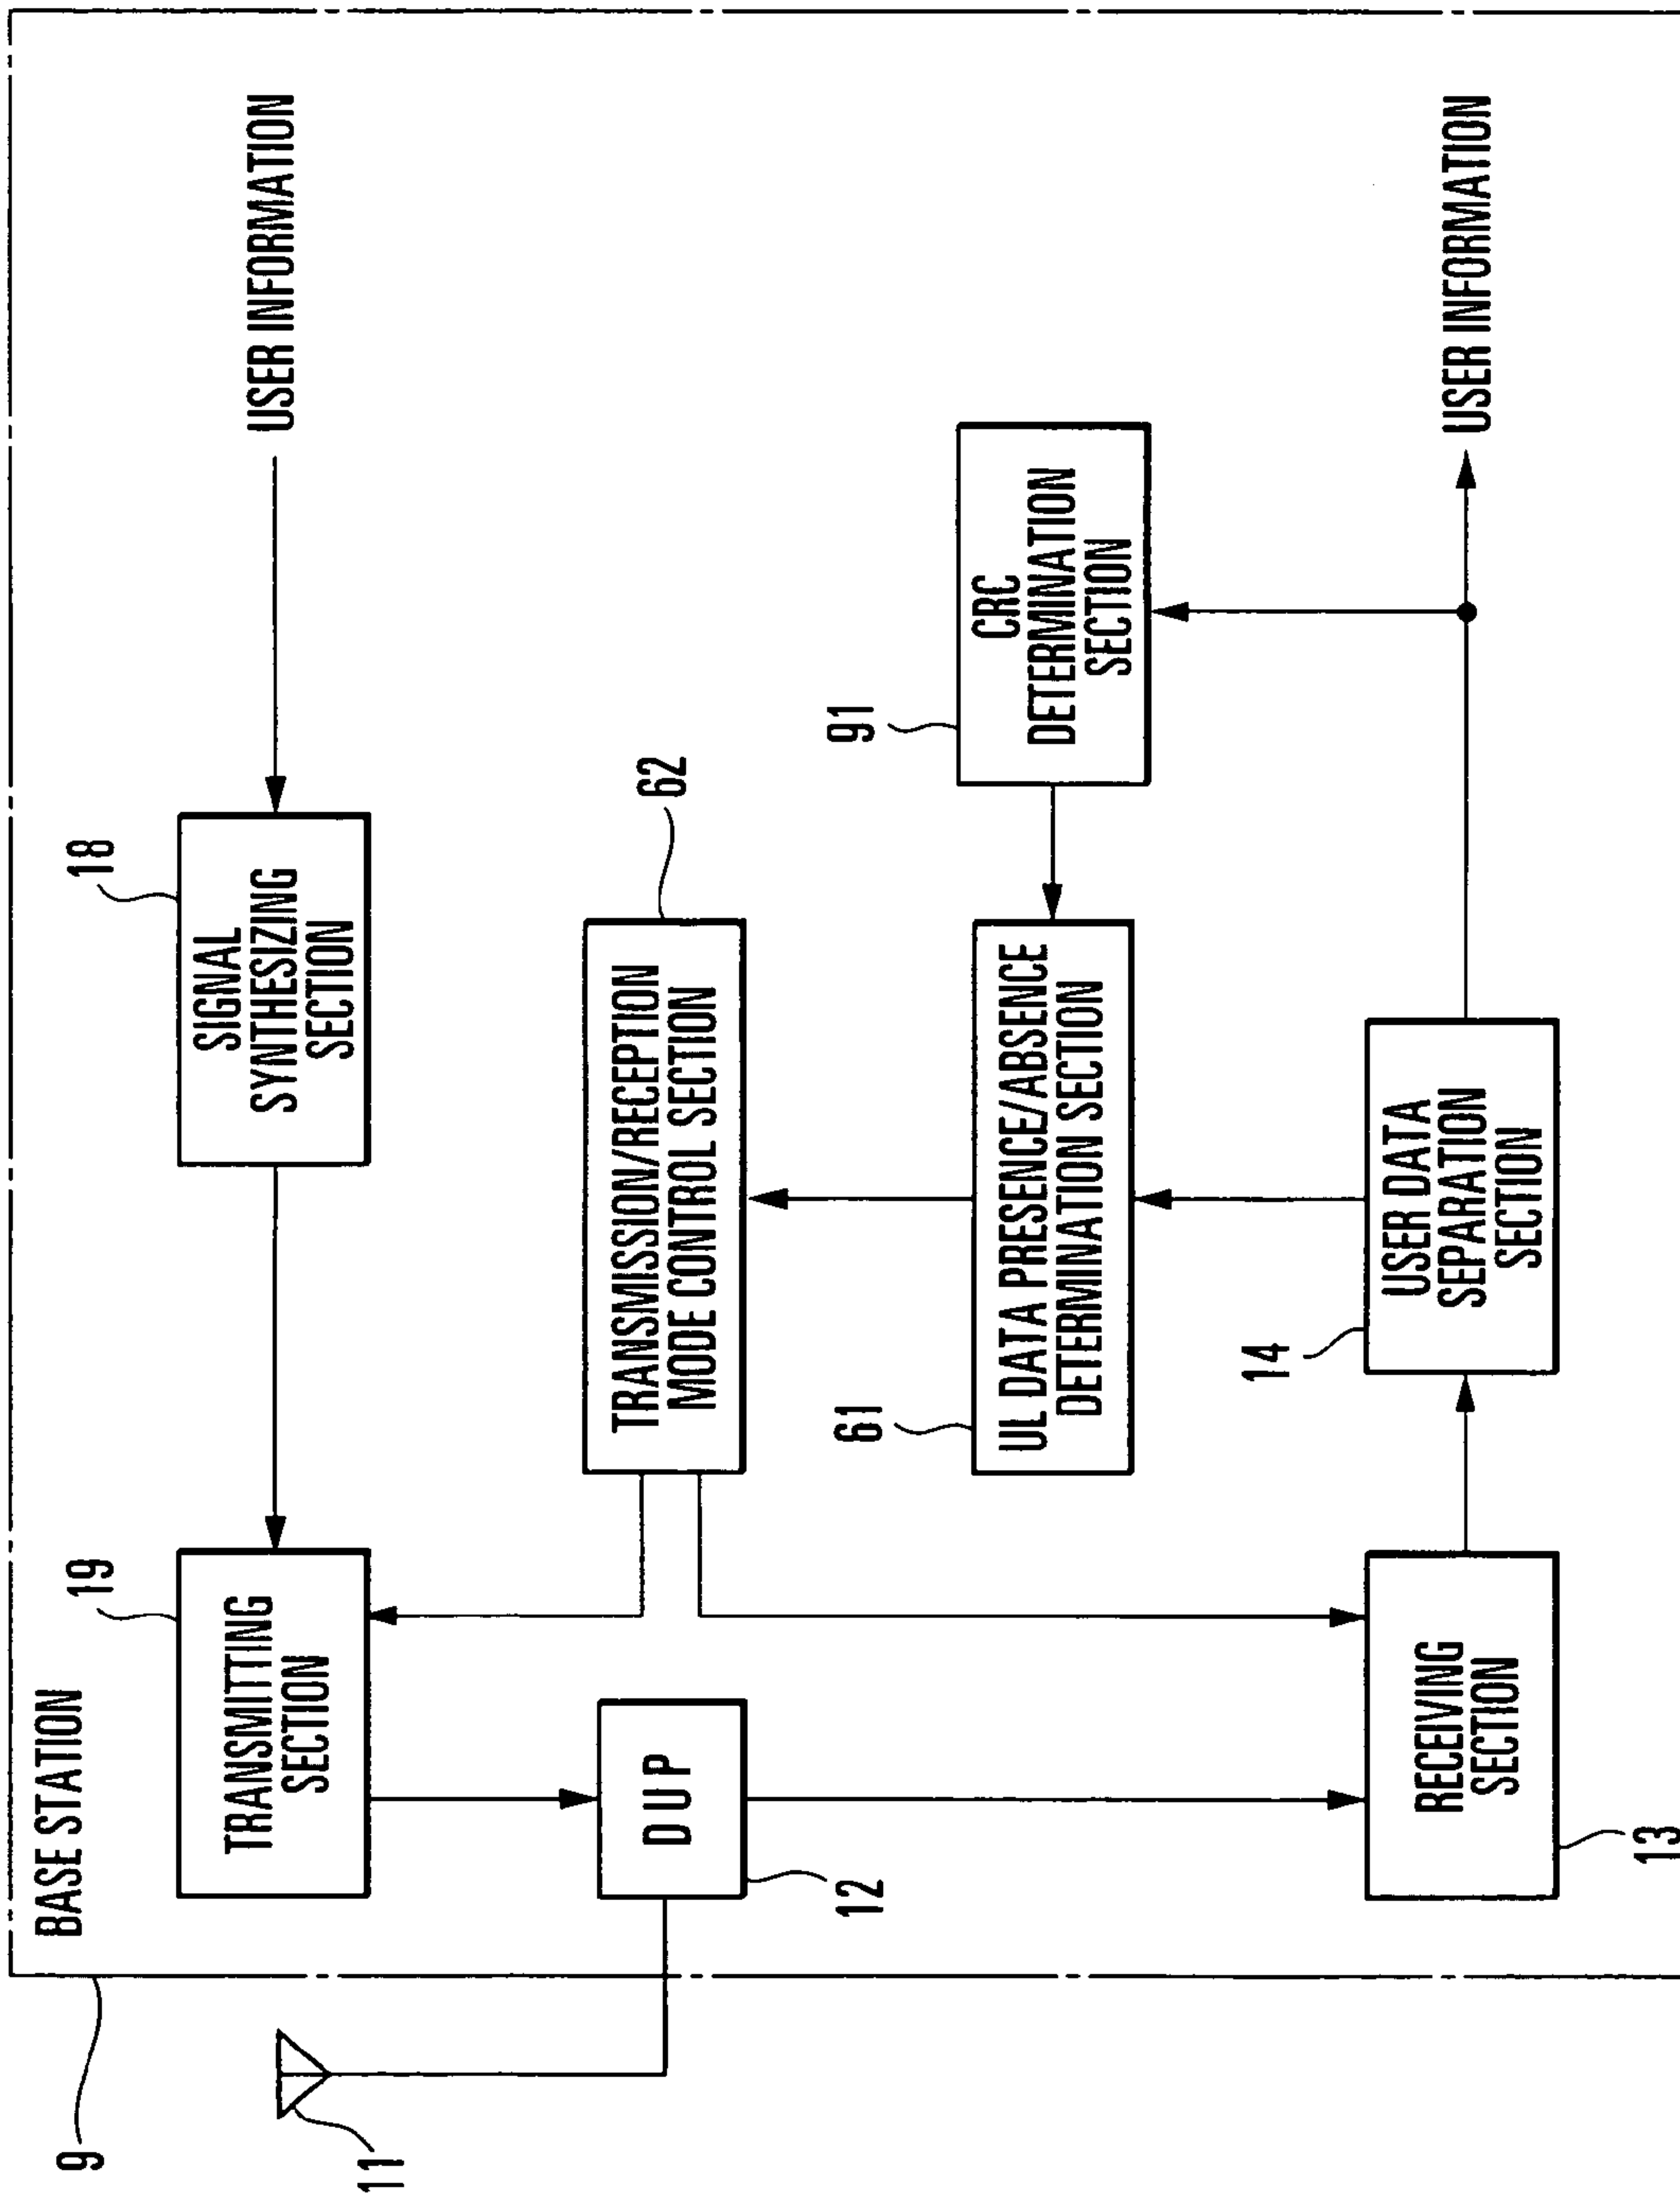 9
BASE STATION
11
19
TRANSMITTING
SECTION
18
SIGNAL
SYNTHESIZING
SECTION
USER INFORMATION
DUP
12
TRANSMISSION/RECEPTION
MODE CONTROL SECTION
62
61
UL DATA PRESENCE/ABSENCE
DETERMINATION SECTION
91
CRC
DETERMINATION
SECTION
RECEIVING
SECTION
13
14
USER DATA
SEPARATION
SECTION
USER INFORMATION